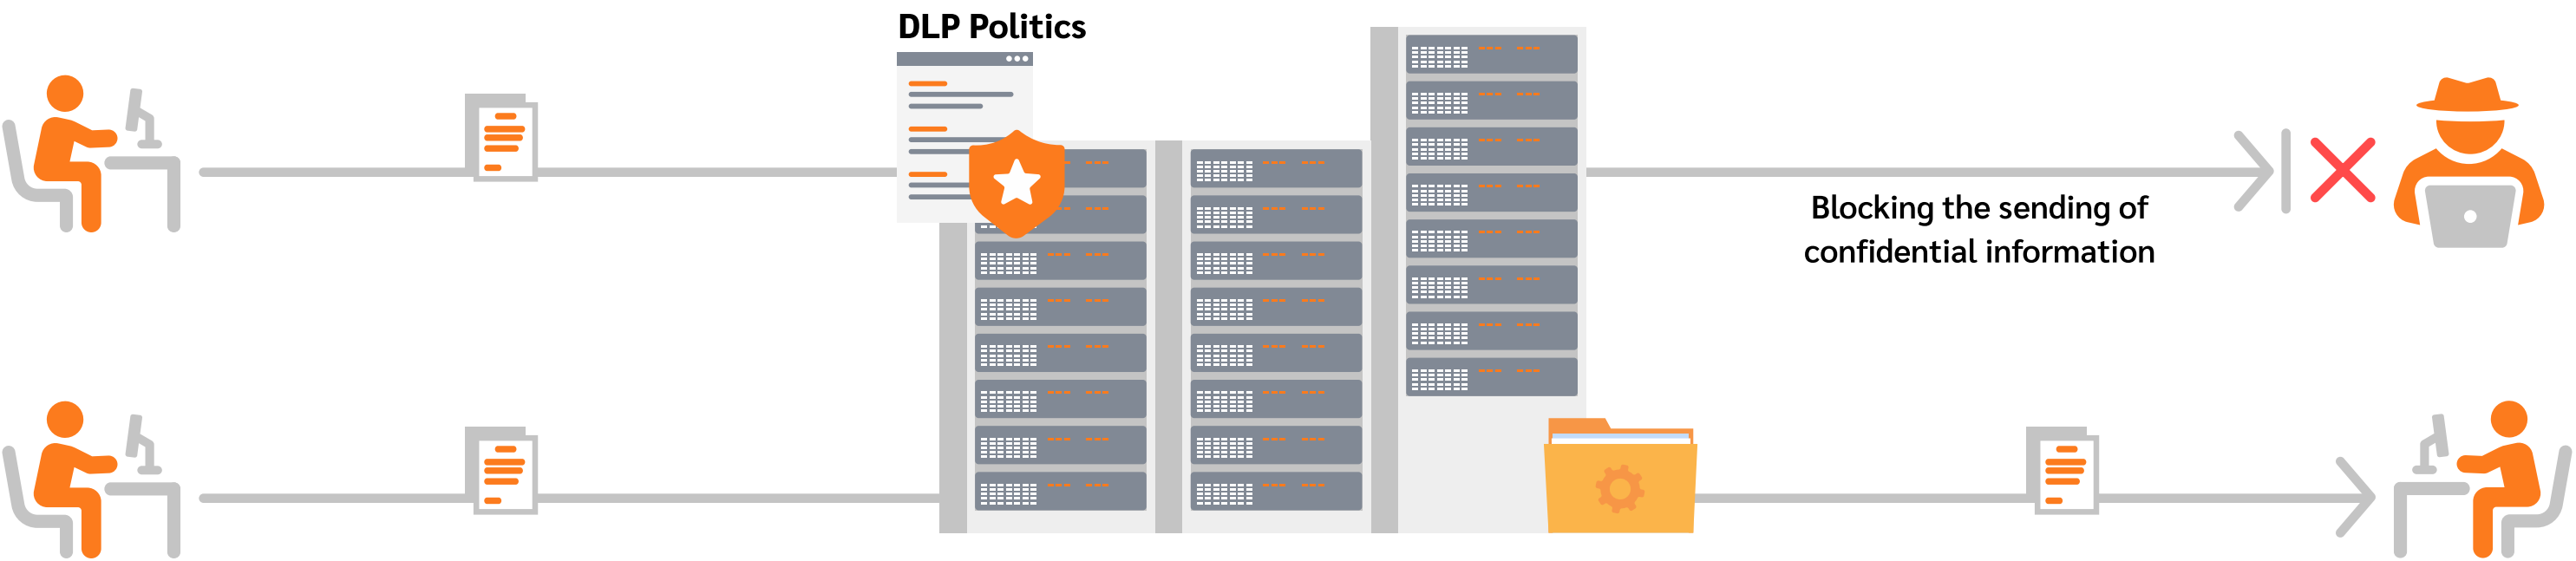 DLP Politics
Blocking the sending of
confidential information